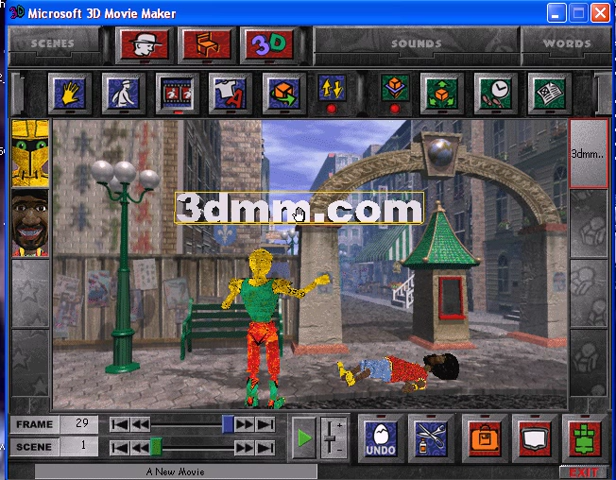 3D Microsoft 3D Movie Maker
SCENES
3D
SOUNDS
WORDS
A
3dmm..
3dmm.com
FRAME 29
SCENE 1
+
-
UNDO
A New Movie
EXIT